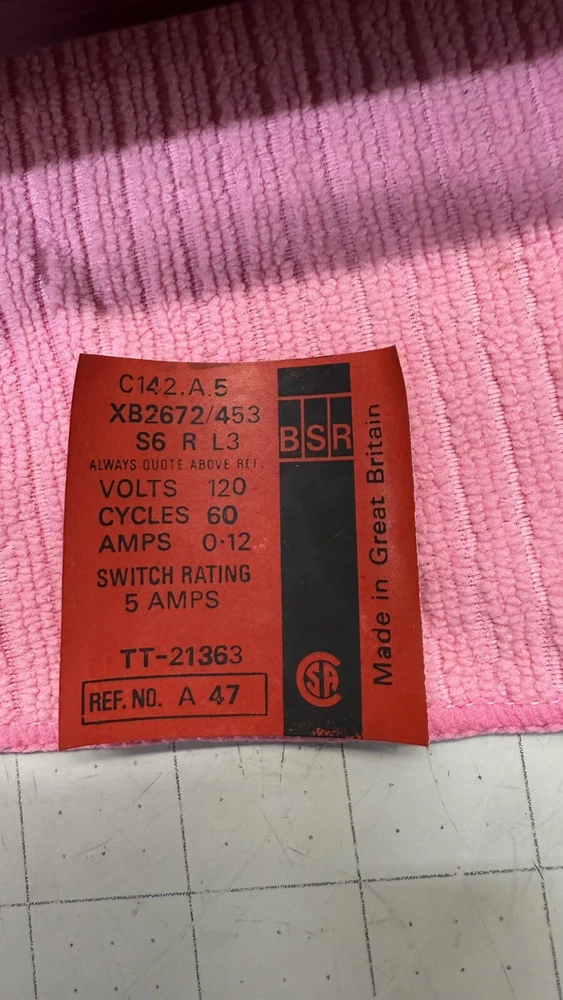 C142.A.5
XB2672/453
S6 R L3
ALWAYS QUOTE ABOVE REF.
VOLTS 120
CYCLES 60
AMPS 0·12
SWITCH RATING
5 AMPS
TT-21363
REF. NO. A 47
BSR
Made in Great Britain
CSA